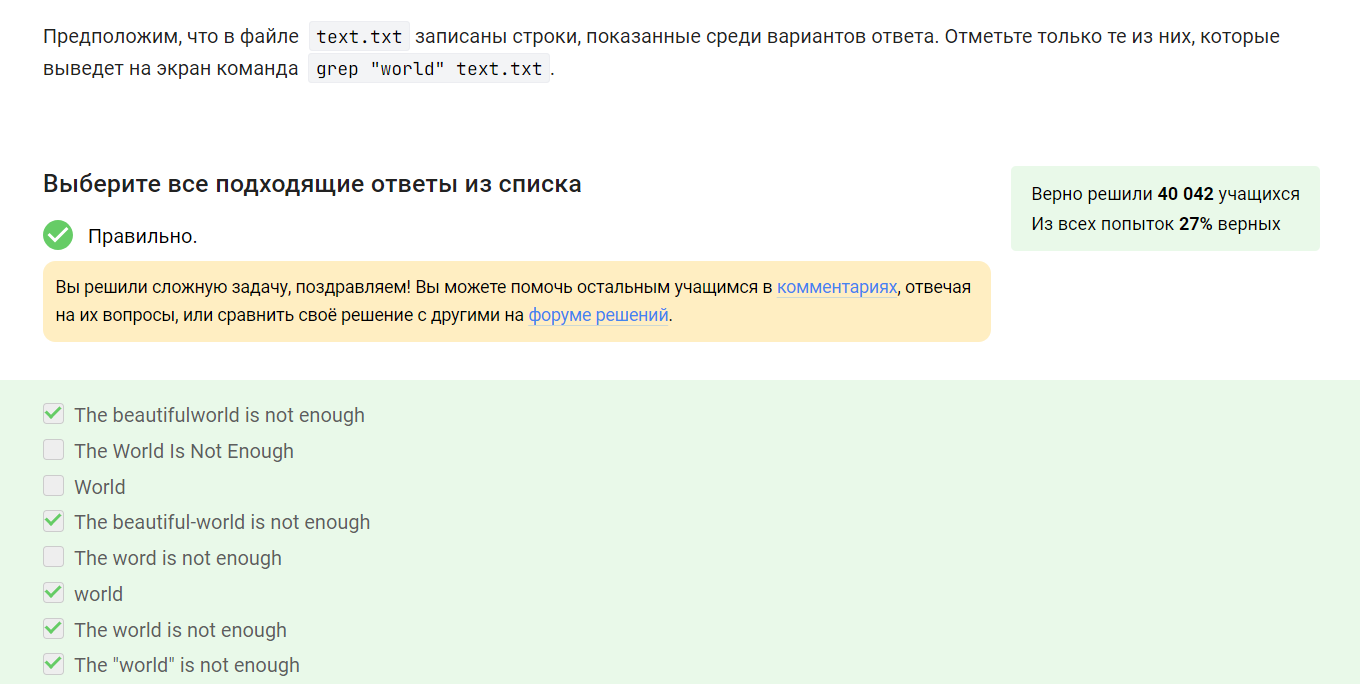 Предположим, что в файле text.txt записаны строки, показанные среди вариантов ответа. Отметьте только те из них, которые
выведет на экран команда grep "world" text.txt.
Выберите все подходящие ответы из списка
Верно решили 40 042 учащихся
Из всех попыток 27% верных
Правильно.
Вы решили сложную задачу, поздравляем! Вы можете помочь остальным учащимся в комментариях, отвечая
на их вопросы, или сравнить своё решение с другими на форуме решений.
The beautifulworld is not enough
The World Is Not Enough
World
The beautiful-world is not enough
The word is not enough
world
The world is not enough
The "world" is not enough